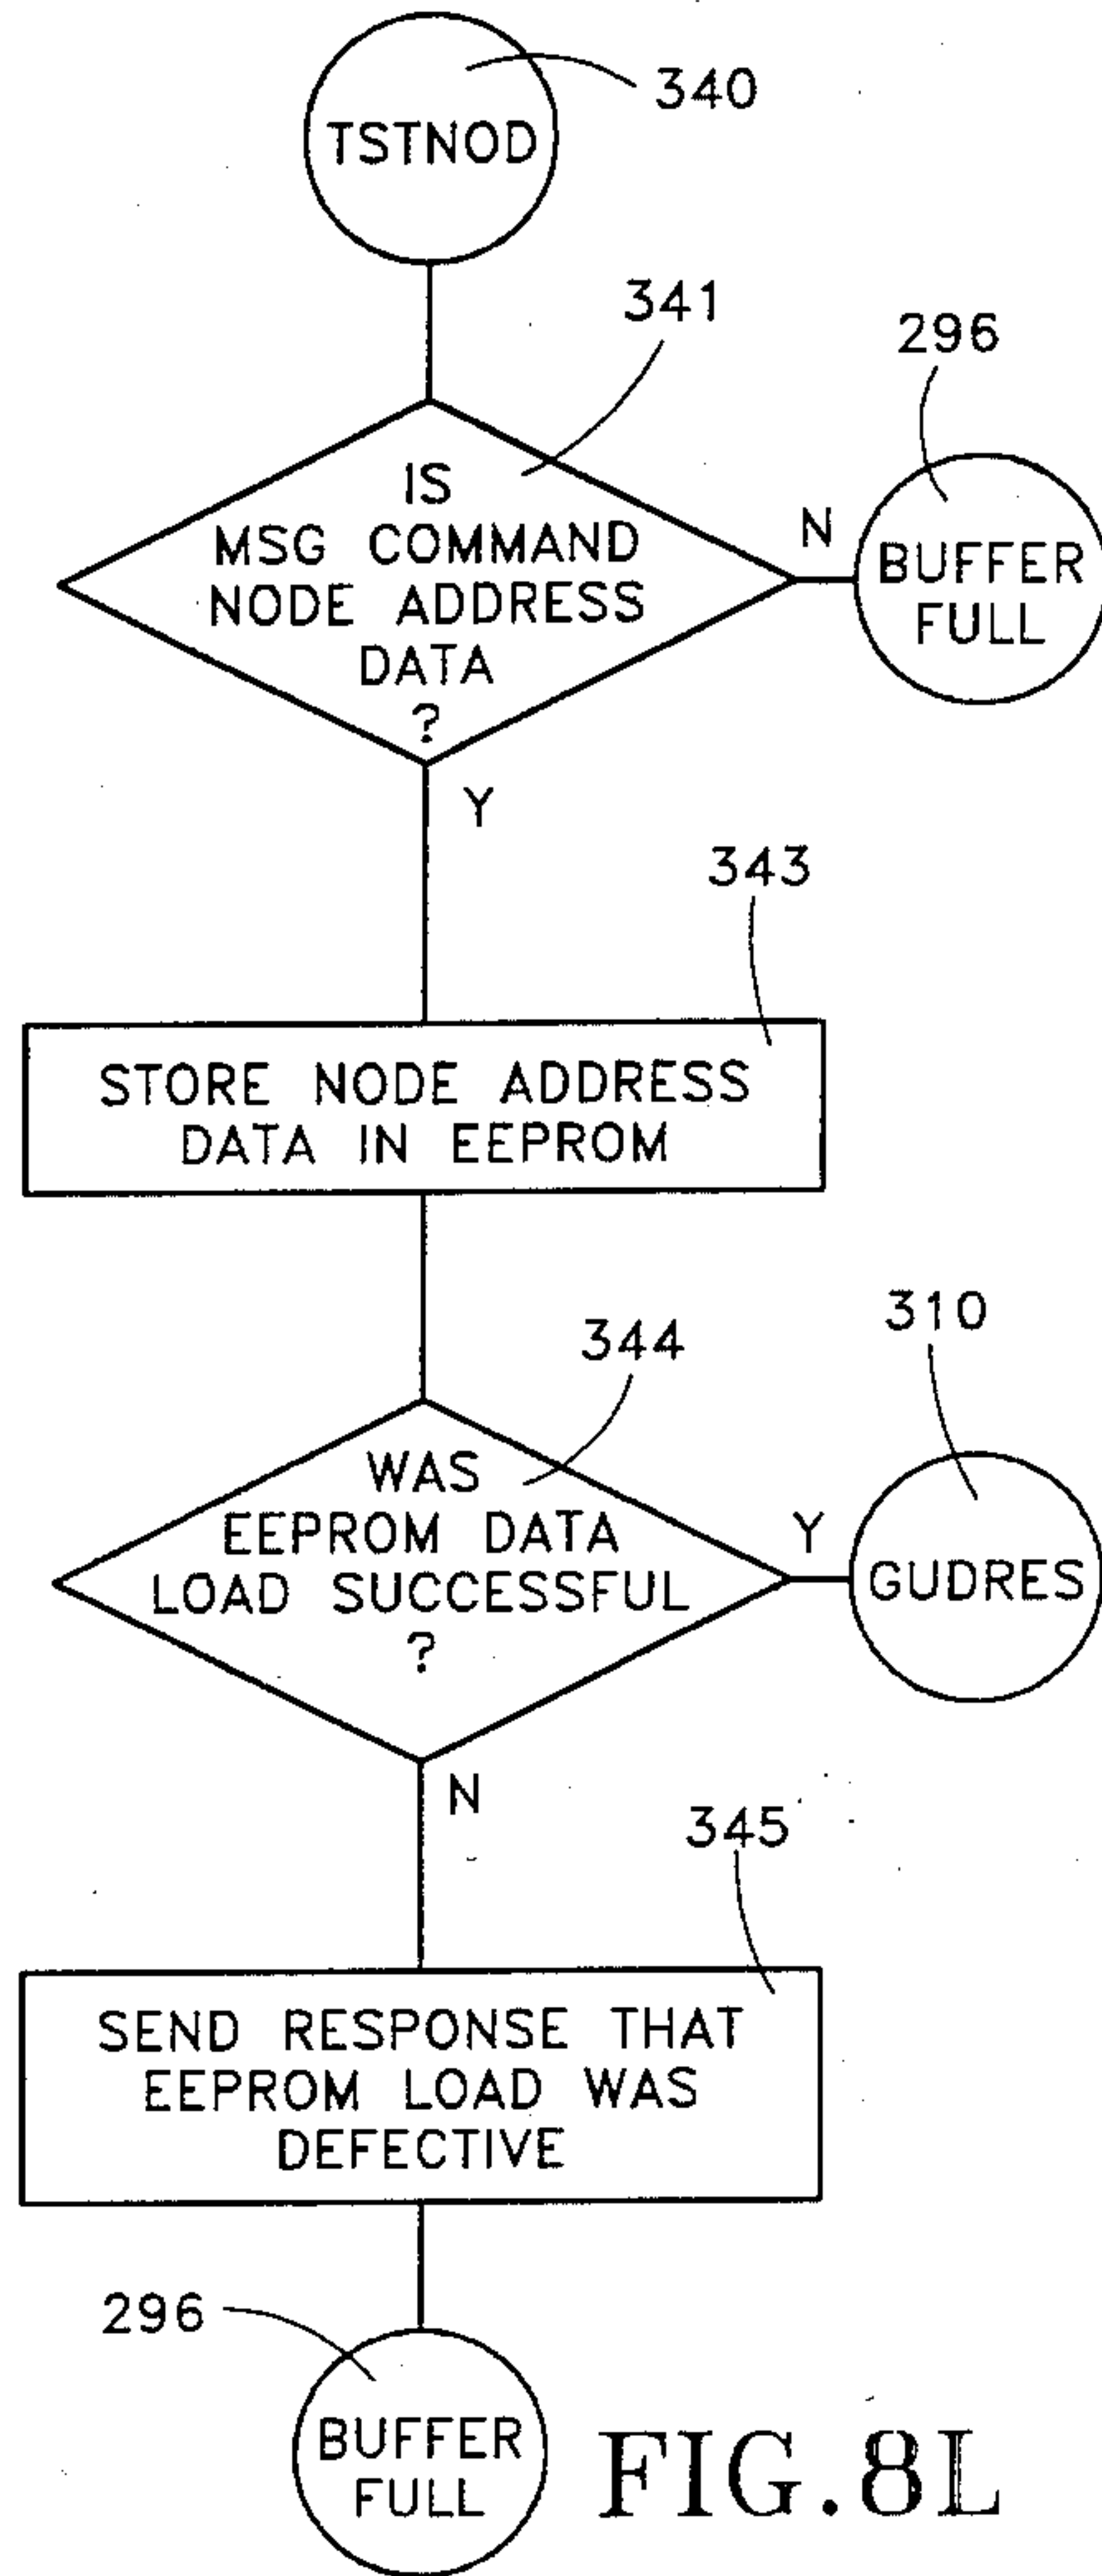 340
TSTNOD
341
296
IS
MSG COMMAND
NODE ADDRESS
DATA
?
N
BUFFER
FULL
Y
343
STORE NODE ADDRESS
DATA IN EEPROM
344
310
WAS
EEPROM DATA
LOAD SUCCESSFUL
?
Y
GUDRES
N
345
SEND RESPONSE THAT
EEPROM LOAD WAS
DEFECTIVE
296
BUFFER
FULL
FIG.8L